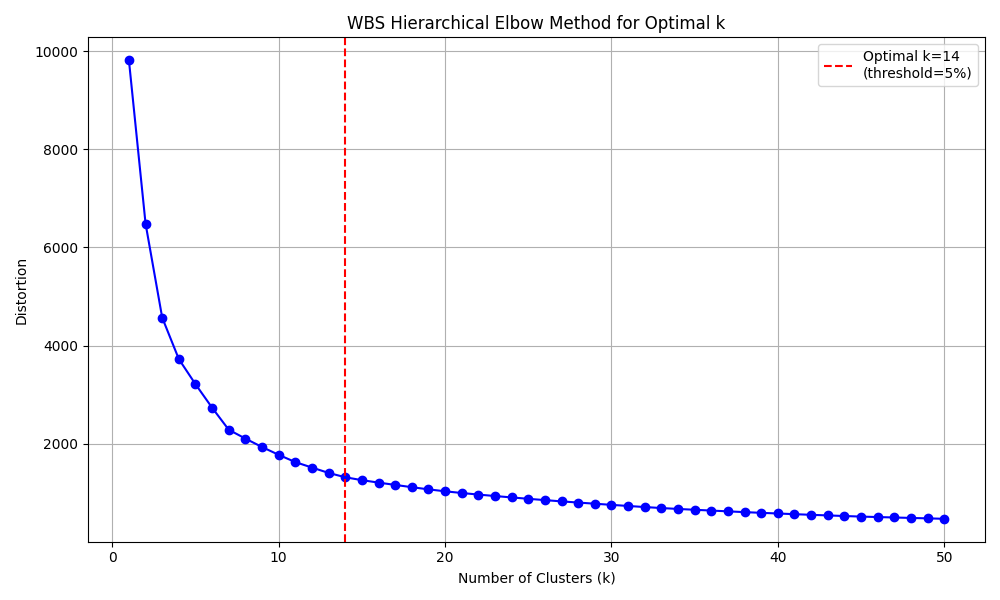 WBS Hierarchical Elbow Method for Optimal k
Optimal k=14
(threshold=5%)
Distortion
10000
8000
6000
4000
2000
0
10
20
30
40
50
Number of Clusters (k)